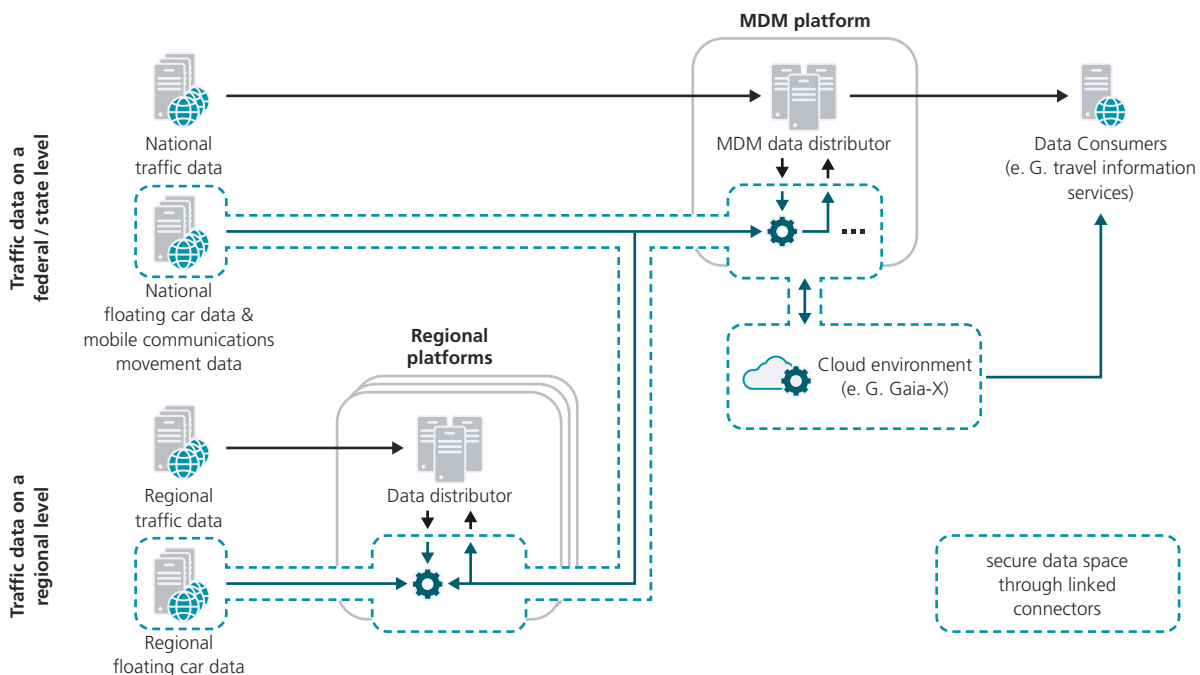 MDM platform
Traffic data on a
federal / state level
National
traffic data
MDM data distributor
Data Consumers
(e. G. travel information
services)
National
floating car data &
mobile communications
movement data
Cloud environment
(e. G. Gaia-X)
Regional
platforms
Traffic data on a
regional level
Regional
traffic data
Data distributor
Regional
floating car data
secure data space
through linked
connectors